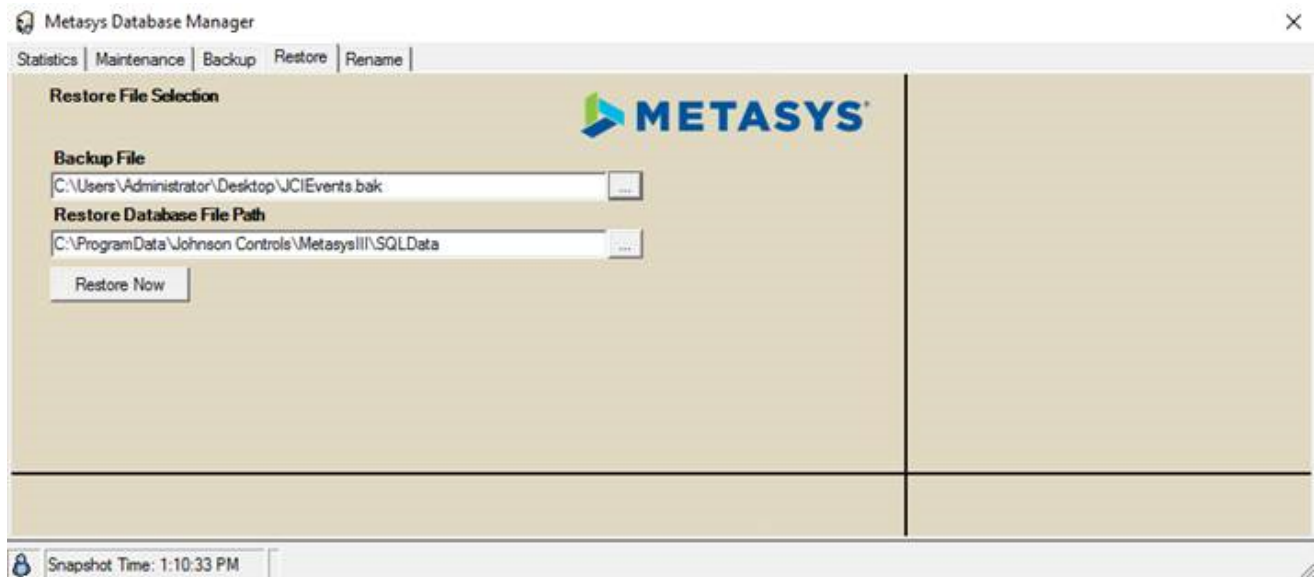 Metasys Database Manager
Statistics Maintenance Backup Restore Rename
Restore File Selection
METASYS
Backup File
C:\Users\Administrator\Desktop\JCIEvents.bak
...
Restore Database File Path
C:\ProgramData\Johnson Controls\MetasysIII\SQLData
...
Restore Now
Snapshot Time: 1:10:33 PM